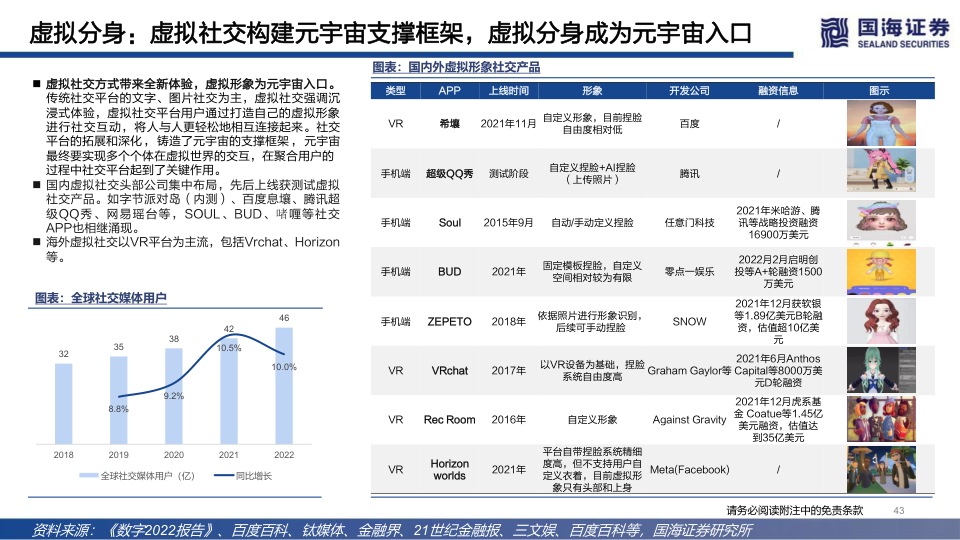 虚拟分身：虚拟社交构建元宇宙支撑框架，虚拟分身成为元宇宙入口
国海证券
SEALAND SECURITIES
■ 虚拟社交方式带来全新体验，虚拟形象为元宇宙入口。
传统社交平台的文字、图片社交为主，虚拟社交强调沉
浸式体验，虚拟社交平台用户通过打造自己的虚拟形象
进行社交互动，将人与人更轻松地相互连接起来。社交
平台的拓展和深化，铸造了元宇宙的支撑框架，元宇宙
最终要实现多个个体在虚拟世界的交互，在聚合用户的
过程中社交平台起到了关键作用。
■ 国内虚拟社交头部公司集中布局，先后上线获测试虚拟
社交产品。如字节派对岛（内测）、百度息壤、腾讯超
级QQ秀、网易瑶台等，SOUL、BUD、啫喱等社交
APP也相继涌现。
■ 海外虚拟社交以VR平台为主流，包括Vrchat、Horizon
等。
图表：全球社交媒体用户
32 35 38 42 46
8.8% 9.2% 10.5% 10.0%
2018 2019 2020 2021 2022
全球社交媒体用户（亿） 同比增长
图表：国内外虚拟形象社交产品
类型 APP 上线时间 形象 开发公司 融资信息 图示
VR 希壤 2021年11月 自定义形象，目前捏脸
自由度相对低 百度 /
手机端 超级QQ秀 测试阶段 自定义捏脸+AI捏脸
（上传照片） 腾讯 /
手机端 Soul 2015年9月 自动/手动定义捏脸 任意门科技 2021年米哈游、腾
讯等战略投资融资
16900万美元
手机端 BUD 2021年 固定模板捏脸，自定义
空间相对较为有限 零点一娱乐 2022月2月启明创
投等A+轮融资1500
万美元
手机端 ZEPETO 2018年 依据照片进行形象识别，
后续可手动捏脸 SNOW 2021年12月获软银
等1.89亿美元B轮融
资，估值超10亿美
元
VR VRchat 2017年 以VR设备为基础，捏脸
系统自由度高 Graham Gaylor等 2021年6月Anthos
Capital等8000万美
元D轮融资
VR Rec Room 2016年 自定义形象 Against Gravity 2021年12月虎系基
金 Coatue等1.45亿
美元融资，估值达
到35亿美元
VR Horizon
worlds 2021年 平台自带捏脸系统精细
度高，但不支持用户自
定义衣着，目前虚拟形
象只有头部和上身 Meta(Facebook) /
请务必阅读附注中的免责条款 43
资料来源：《数字2022报告》、百度百科、钛媒体、金融界、21世纪金融报、三文娱、百度百科等，国海证券研究所